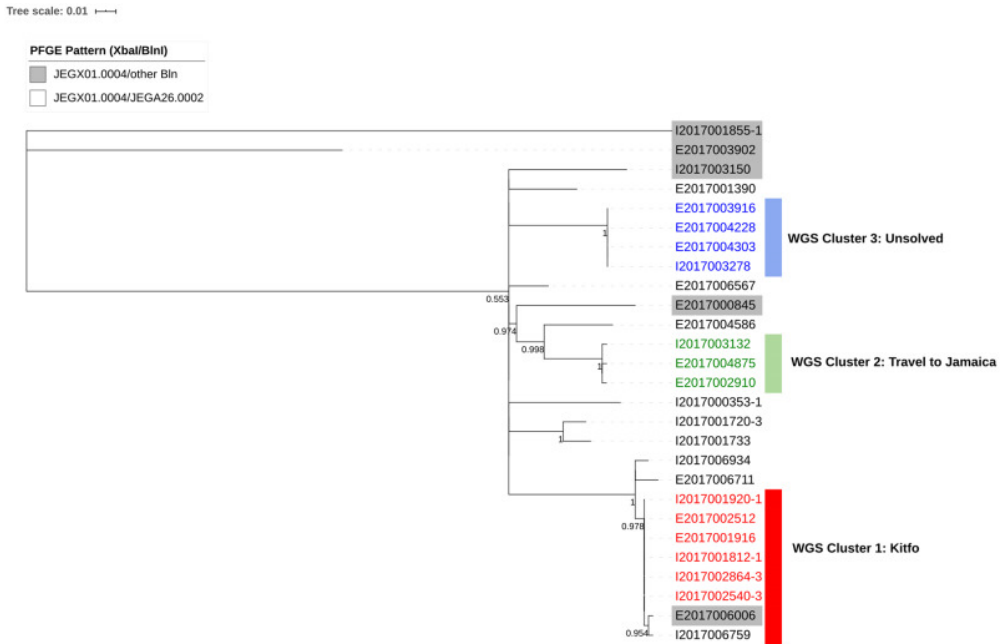 Tree scale: 0.01
PFGE Pattern (XbaI/BlnI)
JEGX01.0004/other Bln
JEGX01.0004/JEGA26.0002
I2017001855-1
E2017003902
I2017003150
E2017001390
E2017003916
E2017004228
WGS Cluster 3: Unsolved
1
E2017004303
I2017003278
E2017006567
0.553
E2017000845
E2017004586
0.974
I2017003132
0.998
E2017004875
WGS Cluster 2: Travel to Jamaica
1
E2017002910
I2017000353-1
I2017001720-3
1
I2017001733
I2017006934
E2017006711
I2017001920-1
1
E2017002512
0.978
E2017001916
WGS Cluster 1: Kitfo
I2017001812-1
I2017002864-3
I2017002540-3
E2017006006
0.954
I2017006759